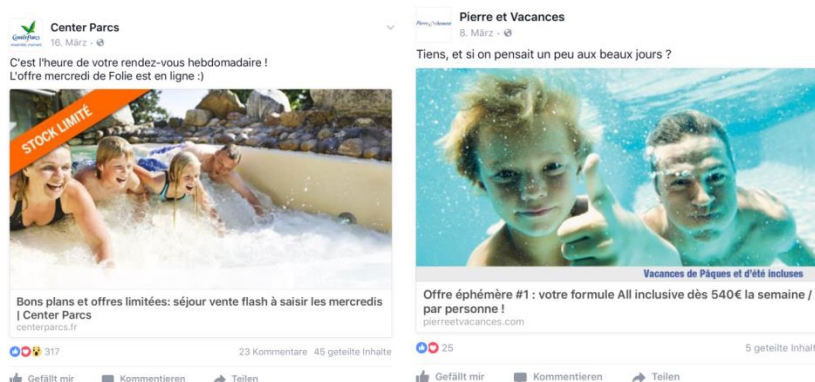 Center Parcs
16. März
C'est l'heure de votre rendez-vous hebdomadaire !
L'offre mercredi de Folie est en ligne :)
STOCK LIMITÉ
Bons plans et offres limitées: séjour vente flash à saisir les mercredis
| Center Parcs
centerparcs.fr
317
23 Kommentare 45 geteilte Inhalte
Gefällt mir Kommentieren Teilen
Pierre et Vacances
8. März
Tiens, et si on pensait un peu aux beaux jours ?
Vacances de Pâques et d'été incluses
Offre éphémère #1 : votre formule All inclusive dès 540€ la semaine /
par personne !
pierreetvacances.com
25
5 geteilte Inhalt
Gefällt mir Kommentieren Teilen